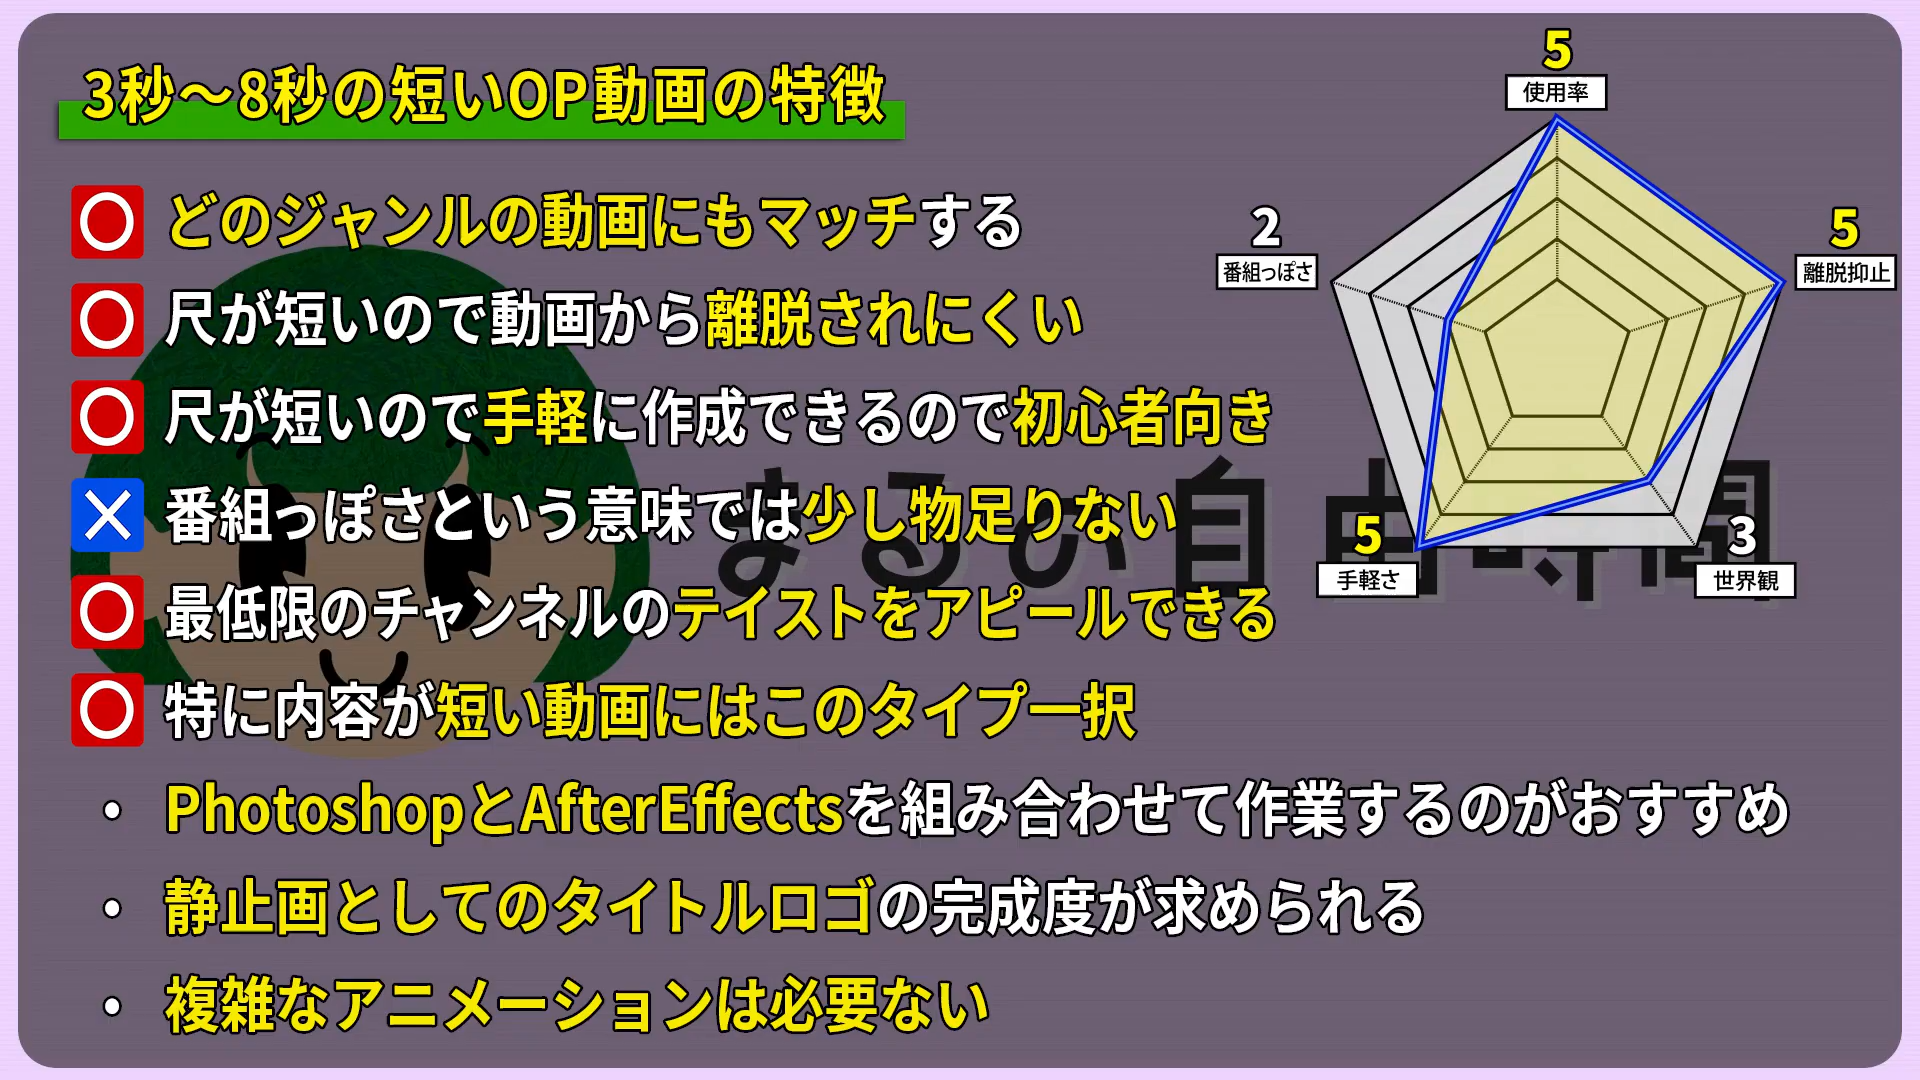 3秒～8秒の短いOP動画の特徴
どのジャンルの動画にもマッチする
尺が短いので動画から離脱されにくい
尺が短いので手軽に作成できるので初心者向き
番組っぽさという意味では少し物足りない
最低限のチャンネルのテイストをアピールできる
特に内容が短い動画にはこのタイプ一択
・ PhotoshopとAfterEffectsを組み合わせて作業するのがおすすめ
・ 静止画としてのタイトルロゴの完成度が求められる
・ 複雑なアニメーションは必要ない
5
使用率
2
番組っぽさ
5
離脱抑止
5
手軽さ
3
世界観
まるの自由時間